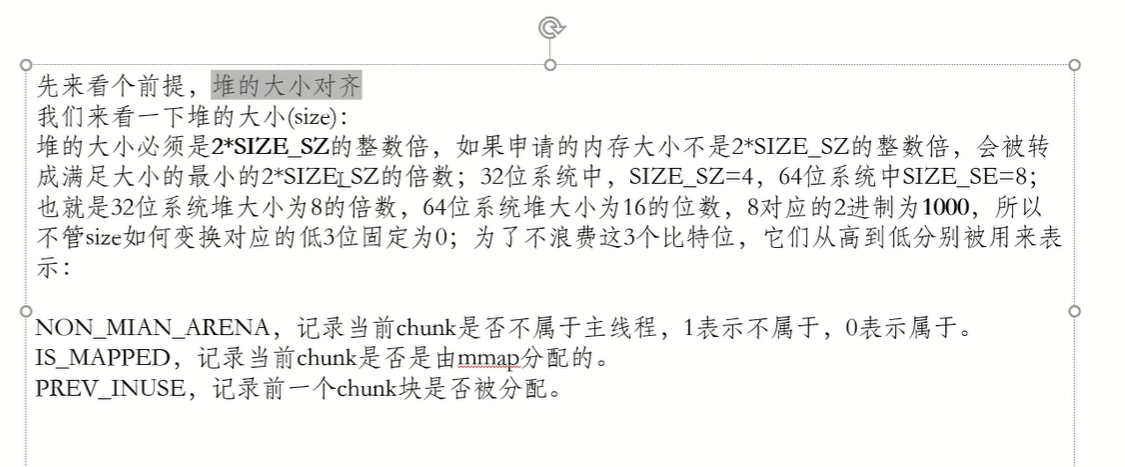 先来看个前提，堆的大小对齐
我们来看一下堆的大小(size)：
堆的大小必须是2*SIZE_SZ的整数倍，如果申请的内存大小不是2*SIZE_SZ的整数倍，会被转
成满足大小的最小的2*SIZE_SZ的倍数；32位系统中，SIZE_SZ=4，64位系统中SIZE_SE=8；
也就是32位系统堆大小为8的倍数，64位系统堆大小为16的位数，8对应的2进制为1000，所以
不管size如何变换对应的低3位固定为0；为了不浪费这3个比特位，它们从高到低分别被用来表
示：
NON_MIAN_ARENA，记录当前chunk是否不属于主线程，1表示不属于，0表示属于。
IS_MAPPED，记录当前chunk是否是由mmap分配的。
PREV_INUSE，记录前一个chunk块是否被分配。